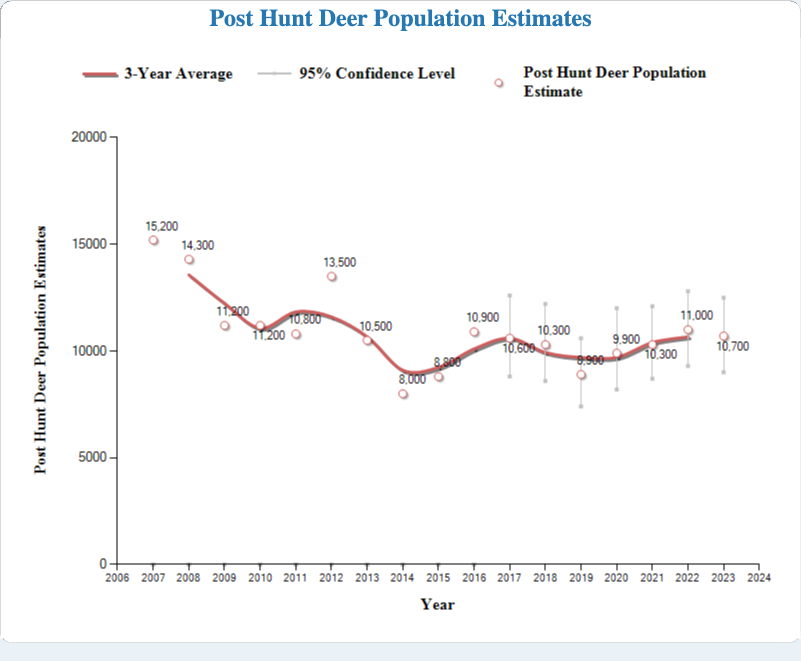 Post Hunt Deer Population Estimates
3-Year Average
95% Confidence Level
Post Hunt Deer Population
Estimate
Post Hunt Deer Population Estimates
20000
15000
10000
5000
0
15,200
14,300
11,200
11,200
10,800
13,500
10,500
8,000
8,800
10,900
10,600
10,300
8,900
9,900
10,300
11,000
10,700
2006 2007 2008 2009 2010 2011 2012 2013 2014 2015 2016 2017 2018 2019 2020 2021 2022 2023 2024
Year